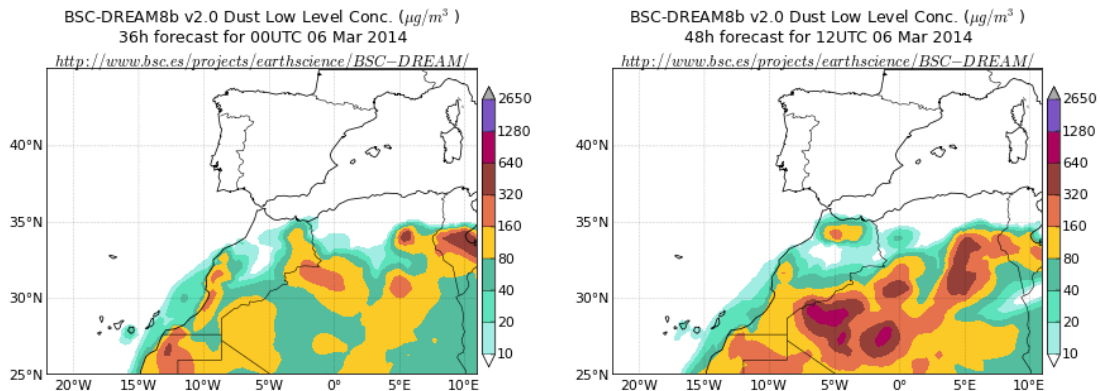 BSC-DREAM8b v2.0 Dust Low Level Conc. (μg/m³ )
36h forecast for 00UTC 06 Mar 2014
http://www.bsc.es/projects/earthscience/BSC−DREAM/
40°N
35°N
30°N
25°N
20°W 15°W 10°W 5°W 0° 5°E 10°E
2650
1280
640
320
160
80
40
20
10
BSC-DREAM8b v2.0 Dust Low Level Conc. (μg/m³ )
48h forecast for 12UTC 06 Mar 2014
http://www.bsc.es/projects/earthscience/BSC−DREAM/
40°N
35°N
30°N
25°N
20°W 15°W 10°W 5°W 0° 5°E 10°E
2650
1280
640
320
160
80
40
20
10